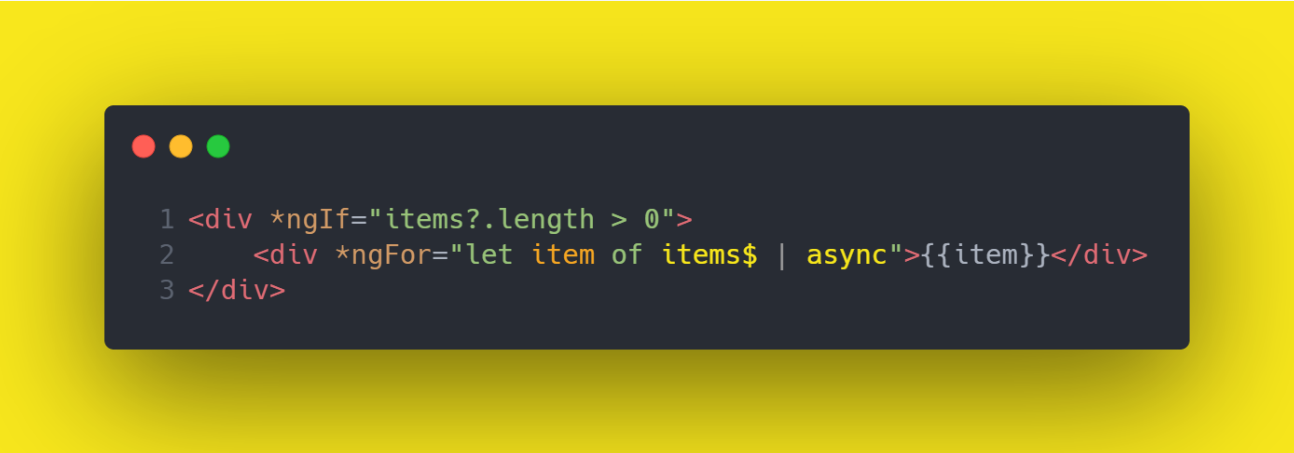 1 <div *ngIf="items?.length > 0">
2     <div *ngFor="let item of items$ | async">{{item}}</div>
3 </div>